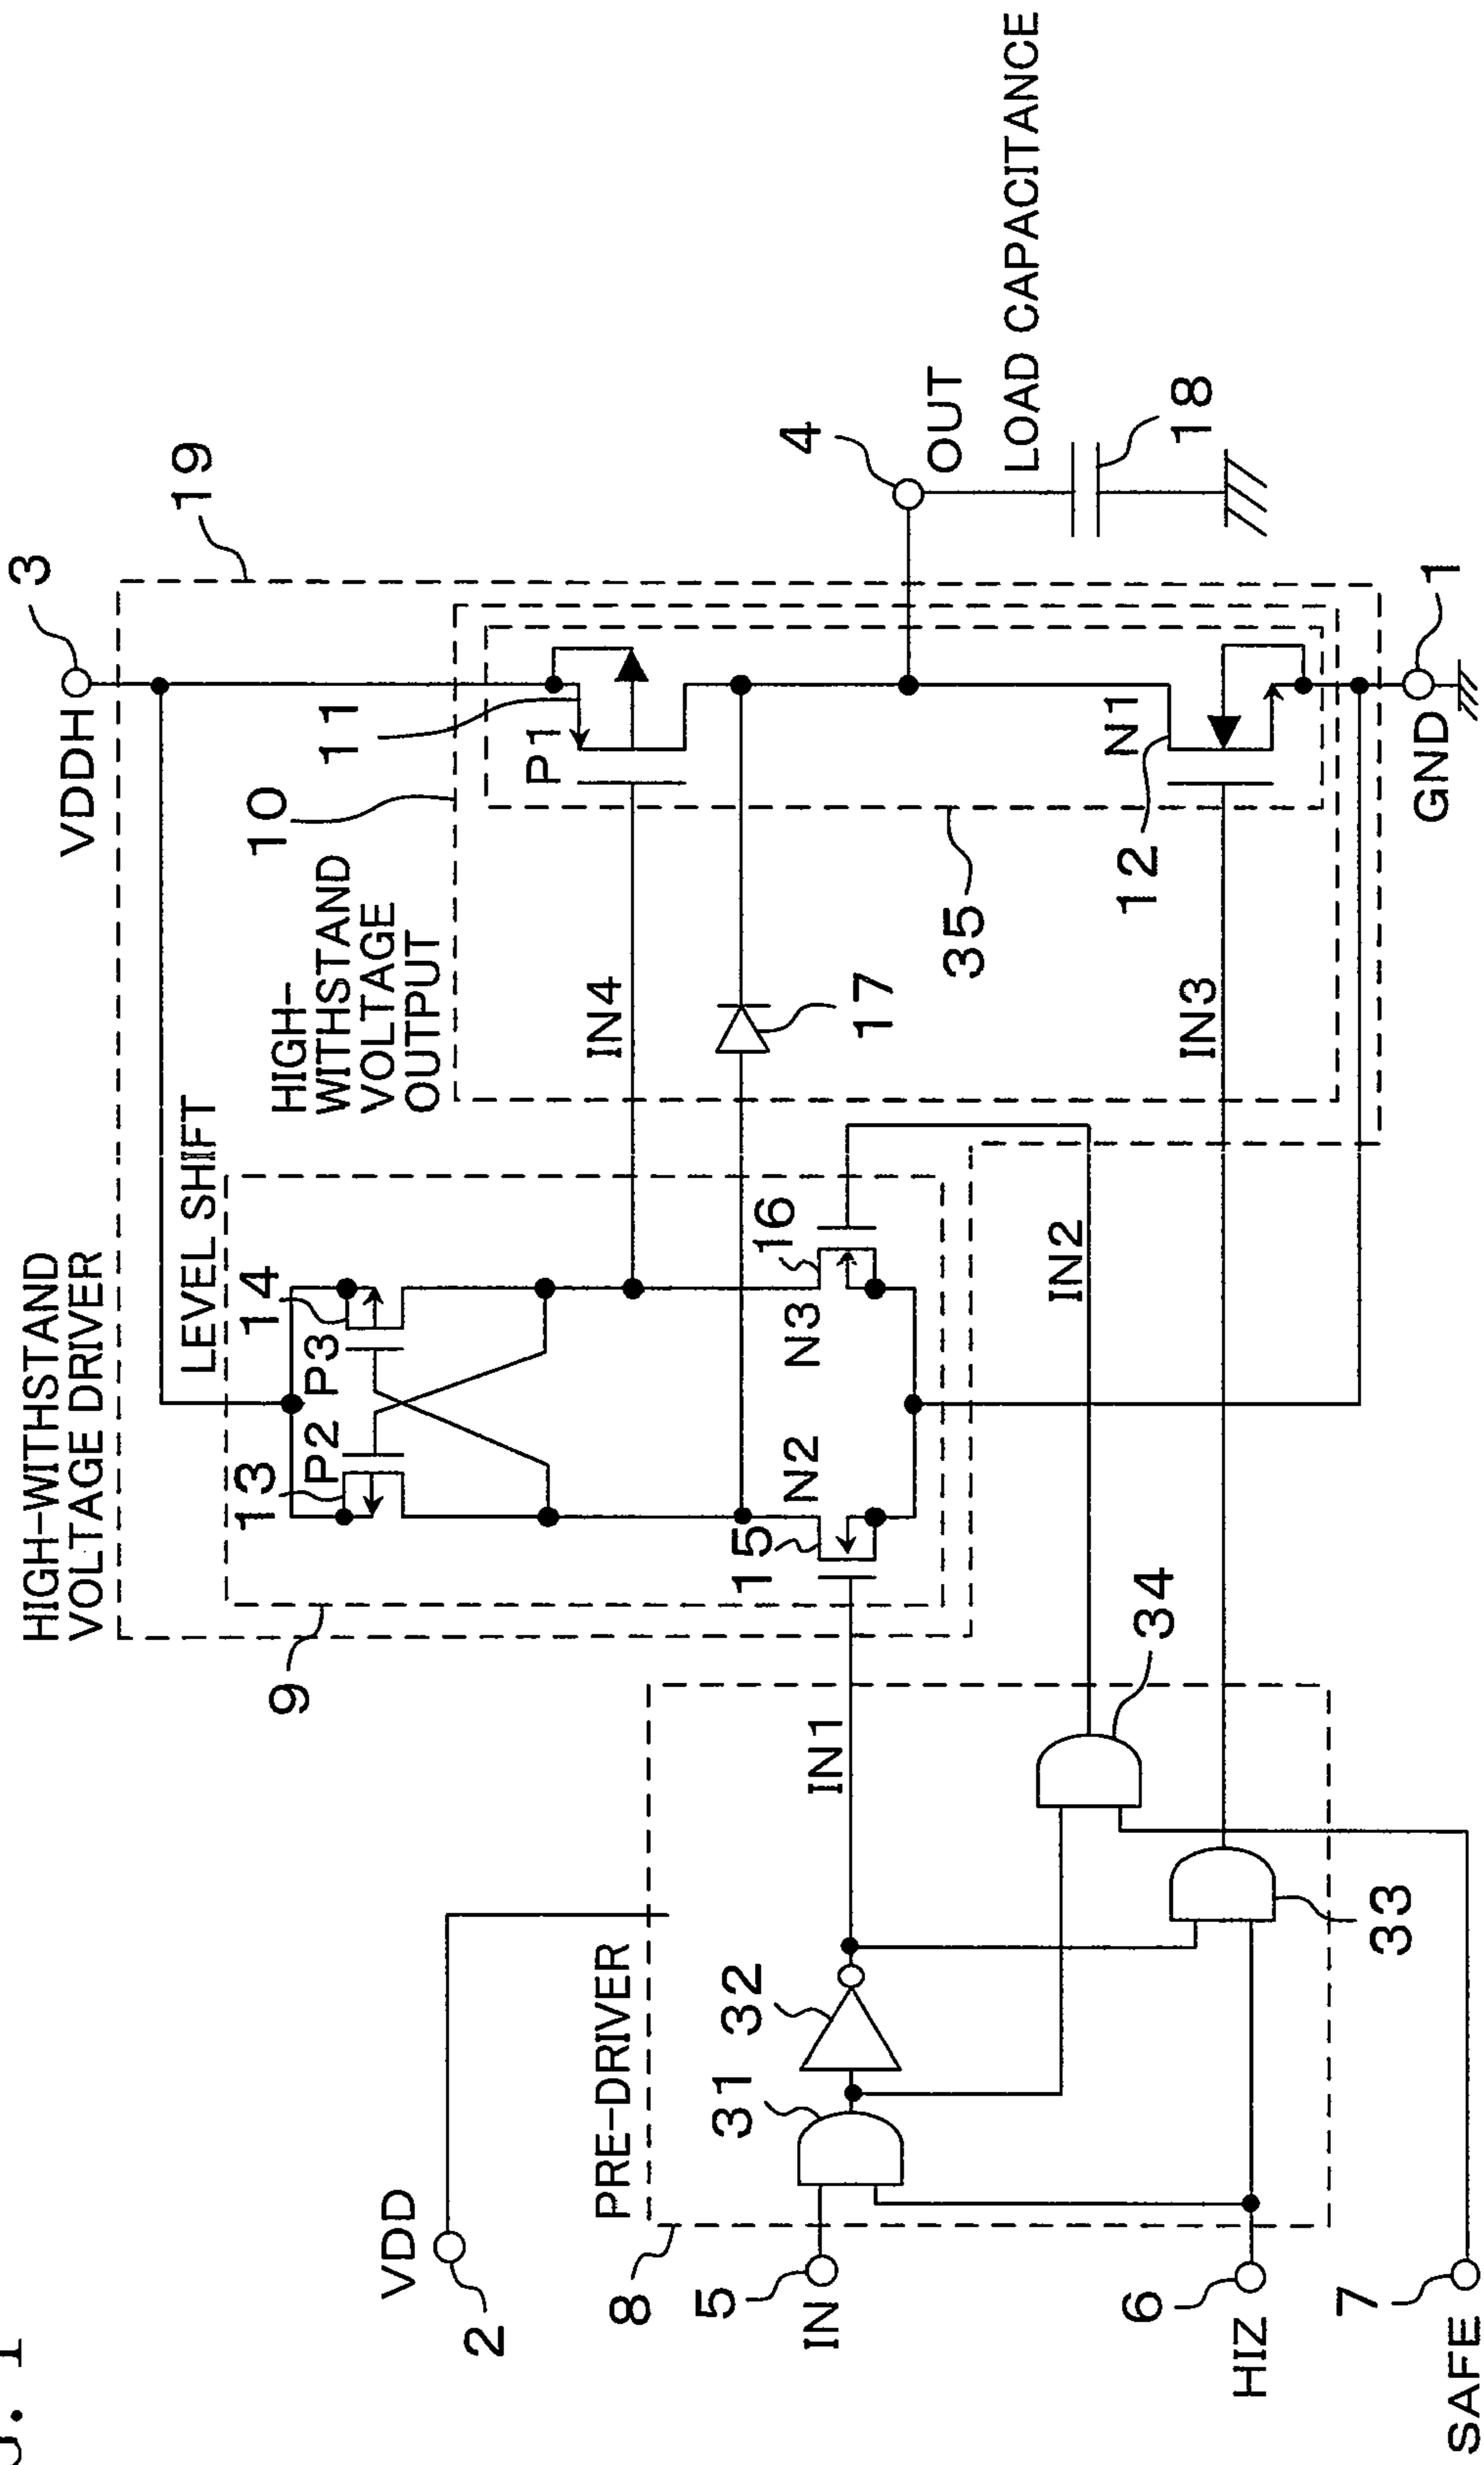 HIGH-WITHSTAND
VOLTAGE DRIVER
19
VDDH
3
9
LEVEL SHIFT
13
P2
P3
14
HIGH-
WITHSTAND
VOLTAGE
OUTPUT
10
11
P1
IN4
17
35
4
OUT
LOAD CAPACITANCE
18
15
N2
N3
16
IN2
IN3
12
N1
GND
1
VDD
2
PRE-DRIVER
8
5
IN
31
32
IN1
34
33
6
HIZ
7
SAFE
. 1